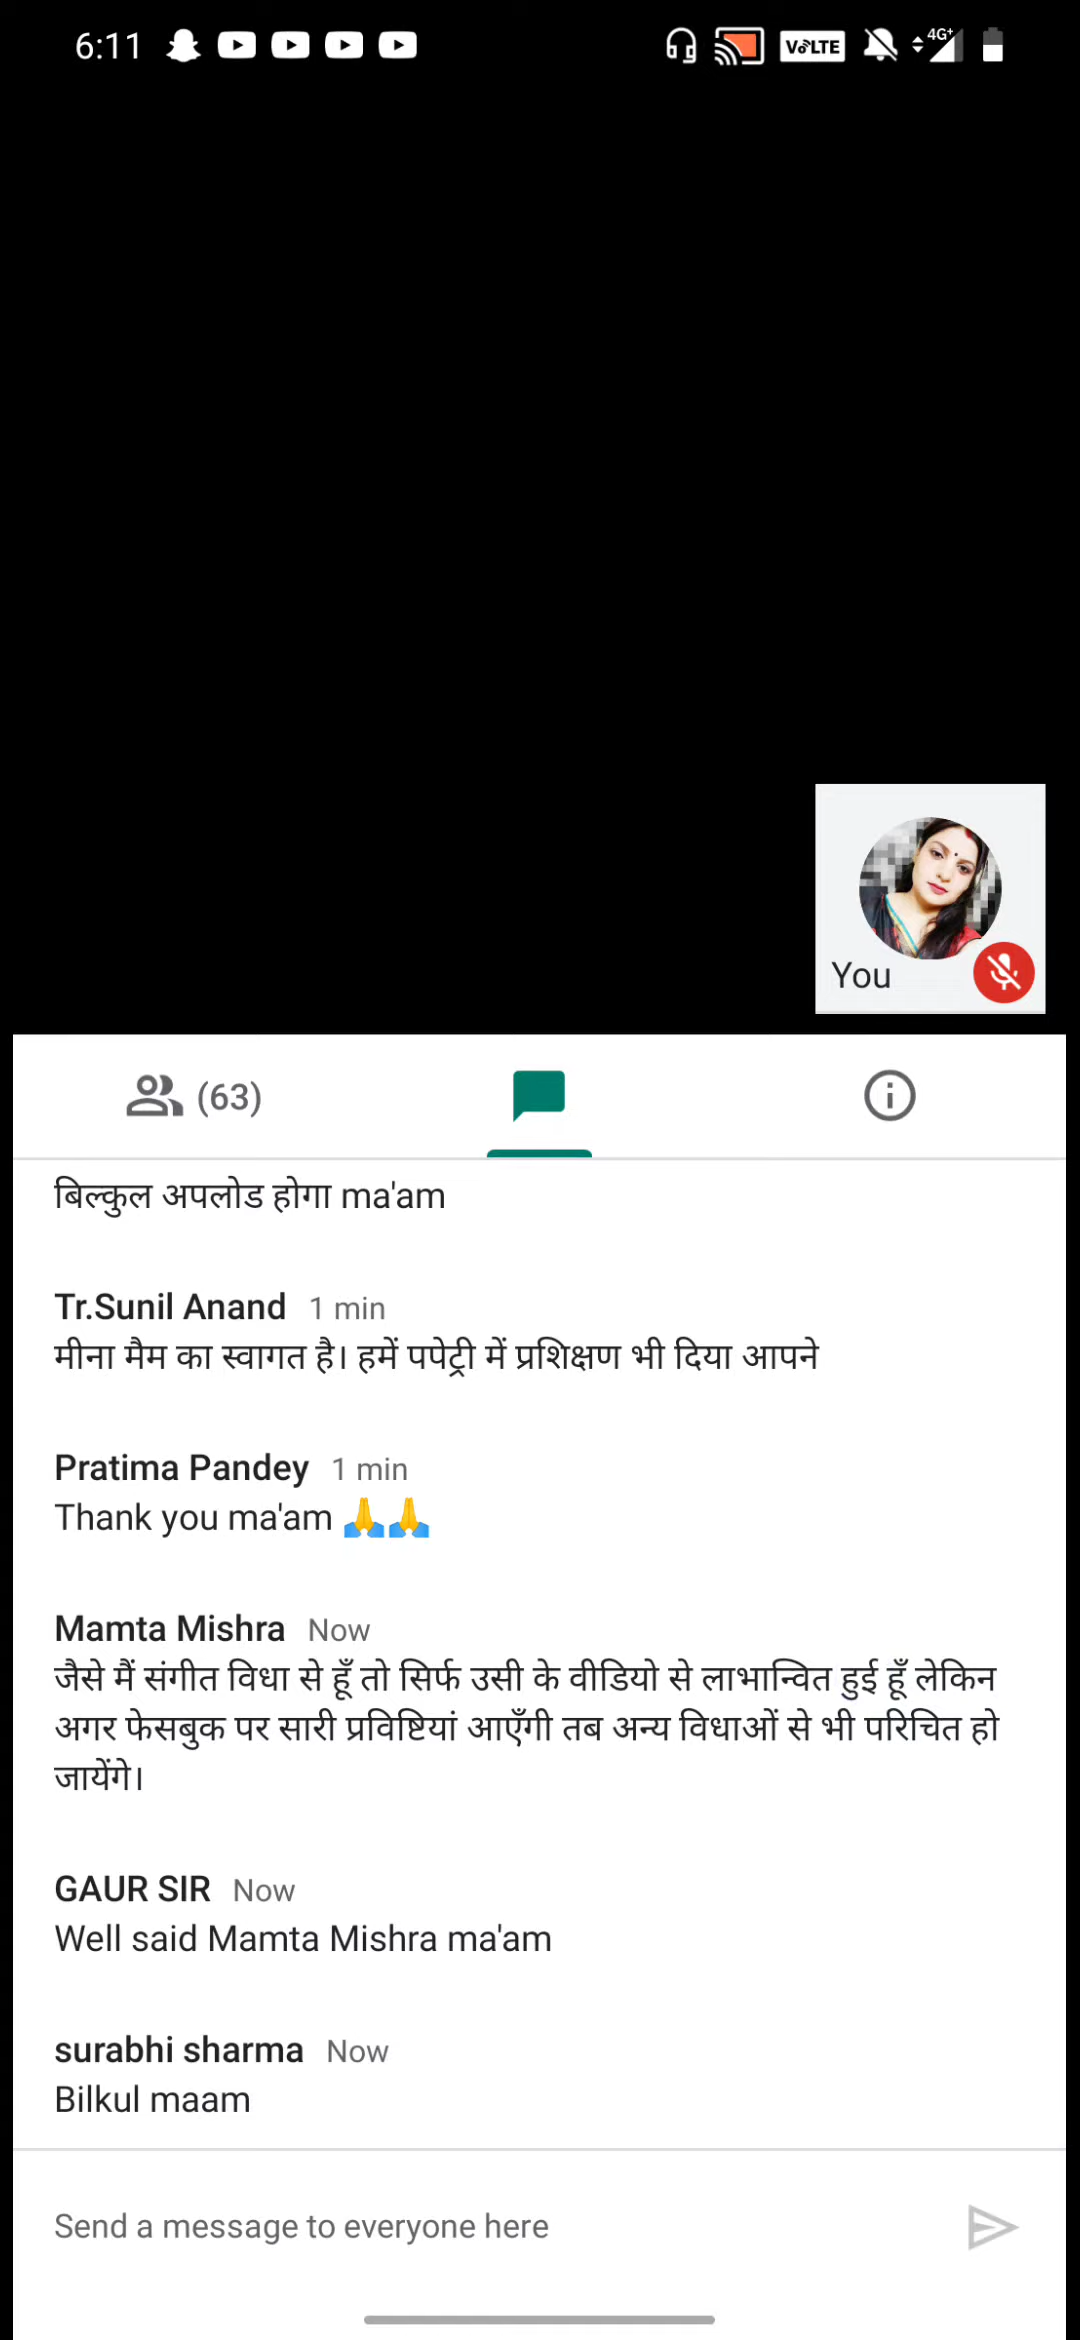 6:11
VoLTE
4G+
You
(63)
बिल्कुल अपलोड होगा ma'am
Tr.Sunil Anand 1 min
मीना मैम का स्वागत है। हमें पपेट्री में प्रशिक्षण भी दिया आपने
Pratima Pandey 1 min
Thank you ma'am 🙏🙏
Mamta Mishra Now
जैसे मैं संगीत विधा से हूँ तो सिर्फ उसी के वीडियो से लाभान्वित हुई हूँ लेकिन
अगर फेसबुक पर सारी प्रविष्टियां आएँगी तब अन्य विधाओं से भी परिचित हो
जायेंगे।
GAUR SIR Now
Well said Mamta Mishra ma'am
surabhi sharma Now
Bilkul maam
Send a message to everyone here